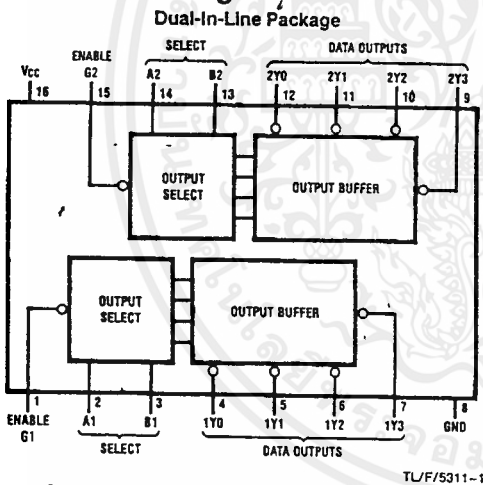 Dual-In-Line Package
ENABLE SELECT DATA OUTPUTS
VCC G2 A2 B2 2Y0 2Y1 2Y2 2Y3
16 15 14 13 12 11 10 9
OUTPUT
SELECT
OUTPUT BUFFER
OUTPUT
SELECT
OUTPUT BUFFER
1 2 3 4 5 6 7 8
ENABLE A1 B1 1Y0 1Y1 1Y2 1Y3 GND
G1
SELECT DATA OUTPUTS
TL/F/5311-1